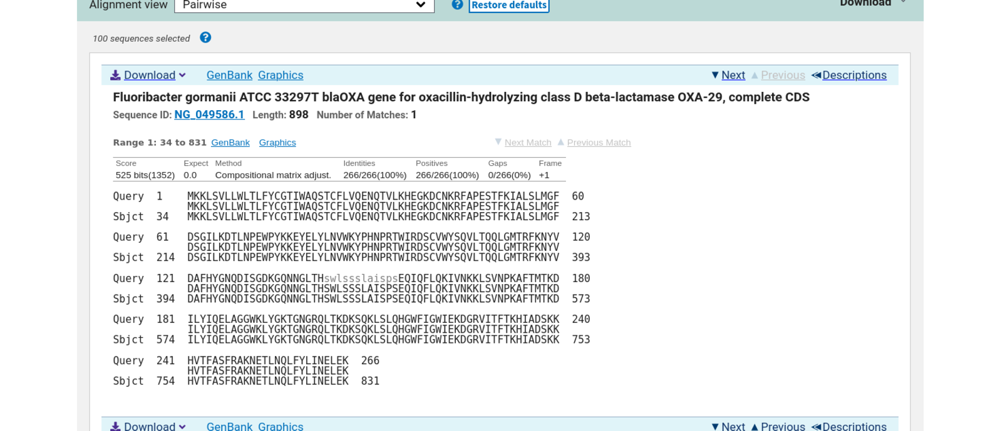 Alignment view Pairwise Restore defaults Download
100 sequences selected
Download GenBank Graphics Next Previous Descriptions
Fluoribacter gormanii ATCC 33297T blaOXA gene for oxacillin-hydrolyzing class D beta-lactamase OXA-29, complete CDS
Sequence ID: NG_049586.1 Length: 898 Number of Matches: 1
Range 1: 34 to 831 GenBank Graphics Next Match Previous Match
Score Expect Method Identities Positives Gaps Frame
525 bits(1352) 0.0 Compositional matrix adjust. 266/266(100%) 266/266(100%) 0/266(0%) +1
Query 1 MKKLSVLLWLTLFYCGTIWAQSTCFLVQENQTVLKHEGKDCNKRFAPESTFKIALSLMGF 60
MKKLSVLLWLTLFYCGTIWAQSTCFLVQENQTVLKHEGKDCNKRFAPESTFKIALSLMGF
Sbjct 34 MKKLSVLLWLTLFYCGTIWAQSTCFLVQENQTVLKHEGKDCNKRFAPESTFKIALSLMGF 213
Query 61 DSGILKDTLNPEWPYKKEYELYLNVWKYPHNPRTWIRDSCVWYSQVLTQQLGMTRFKNYV 120
DSGILKDTLNPEWPYKKEYELYLNVWKYPHNPRTWIRDSCVWYSQVLTQQLGMTRFKNYV
Sbjct 214 DSGILKDTLNPEWPYKKEYELYLNVWKYPHNPRTWIRDSCVWYSQVLTQQLGMTRFKNYV 393
Query 121 DAFHYGNQDISGDKGQNNGLTHswlssslaispsEQIQFLQKIVNKKLSVNPKAFTMTKD 180
DAFHYGNQDISGDKGQNNGLTHSWLSSSLAISPSEQIQFLQKIVNKKLSVNPKAFTMTKD
Sbjct 394 DAFHYGNQDISGDKGQNNGLTHSWLSSSLAISPSEQIQFLQKIVNKKLSVNPKAFTMTKD 573
Query 181 ILYIQELAGGWKLYGKTGNGRQLTKDKSQKLSLQHGWFIGWIEKDGRVITFTKHIADSKK 240
ILYIQELAGGWKLYGKTGNGRQLTKDKSQKLSLQHGWFIGWIEKDGRVITFTKHIADSKK
Sbjct 574 ILYIQELAGGWKLYGKTGNGRQLTKDKSQKLSLQHGWFIGWIEKDGRVITFTKHIADSKK 753
Query 241 HVTFASFRAKNETLNQLFYLINELEK 266
HVTFASFRAKNETLNQLFYLINELEK
Sbjct 754 HVTFASFRAKNETLNQLFYLINELEK 831
Download GenBank Graphics Next Previous Descriptions